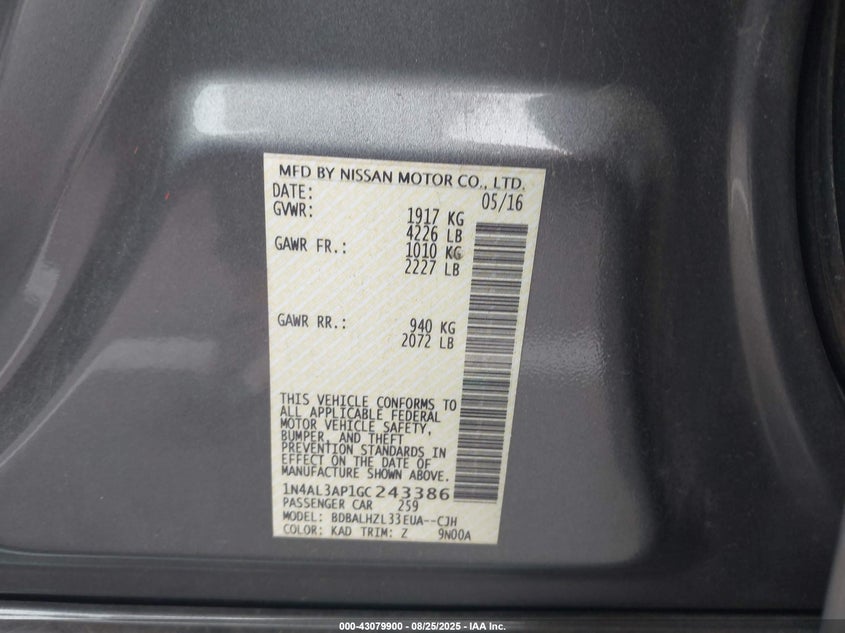 MFD BY NISSAN MOTOR CO., LTD.
DATE: 05/16
GVWR: 1917 KG
4226 LB
GAWR FR.: 1010 KG
2227 LB
GAWR RR.: 940 KG
2072 LB
THIS VEHICLE CONFORMS TO
ALL APPLICABLE FEDERAL
MOTOR VEHICLE SAFETY,
BUMPER, AND THEFT
PREVENTION STANDARDS IN
EFFECT ON THE DATE OF
MANUFACTURE SHOWN ABOVE.
1N4AL3AP1GC243386
PASSENGER CAR 259
MODEL: BDBALHZL33EUA--CJH
COLOR: KAD TRIM: Z 9N00A
000-43079900 - 08/25/2025 - IAA Inc.